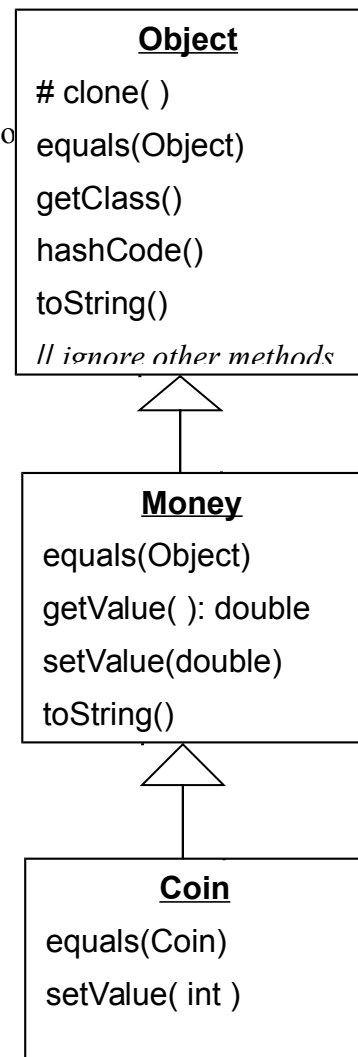 Object
# clone( )
o
equals(Object)
getClass()
hashCode()
toString()
// ignore other methods
Money
equals(Object)
getValue( ): double
setValue(double)
toString()
Coin
equals(Coin)
setValue( int )